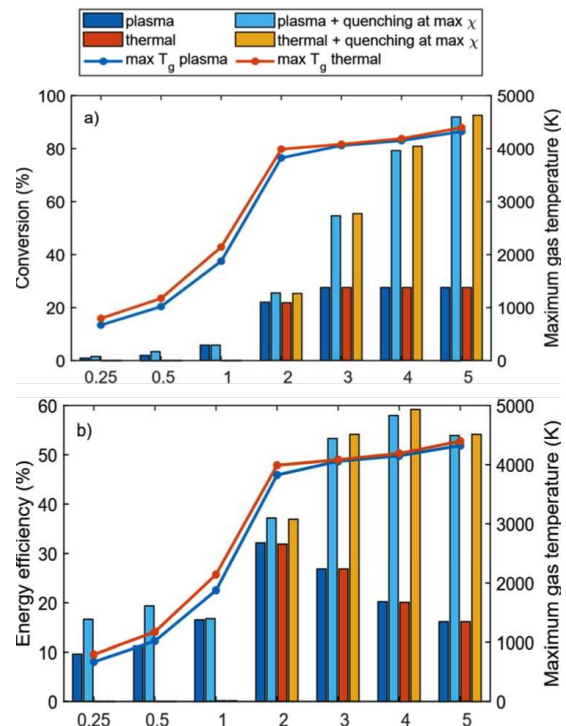 plasma
plasma + quenching at max χ
thermal
thermal + quenching at max χ
max Tg plasma
max Tg thermal
a)
100
80
60
40
20
0
Conversion (%)
5000
4000
3000
2000
1000
0
Maximum gas temperature (K)
0.25 0.5 1 2 3 4 5
b)
60
50
40
30
20
10
0
Energy efficiency (%)
5000
4000
3000
2000
1000
0
Maximum gas temperature (K)
0.25 0.5 1 2 3 4 5